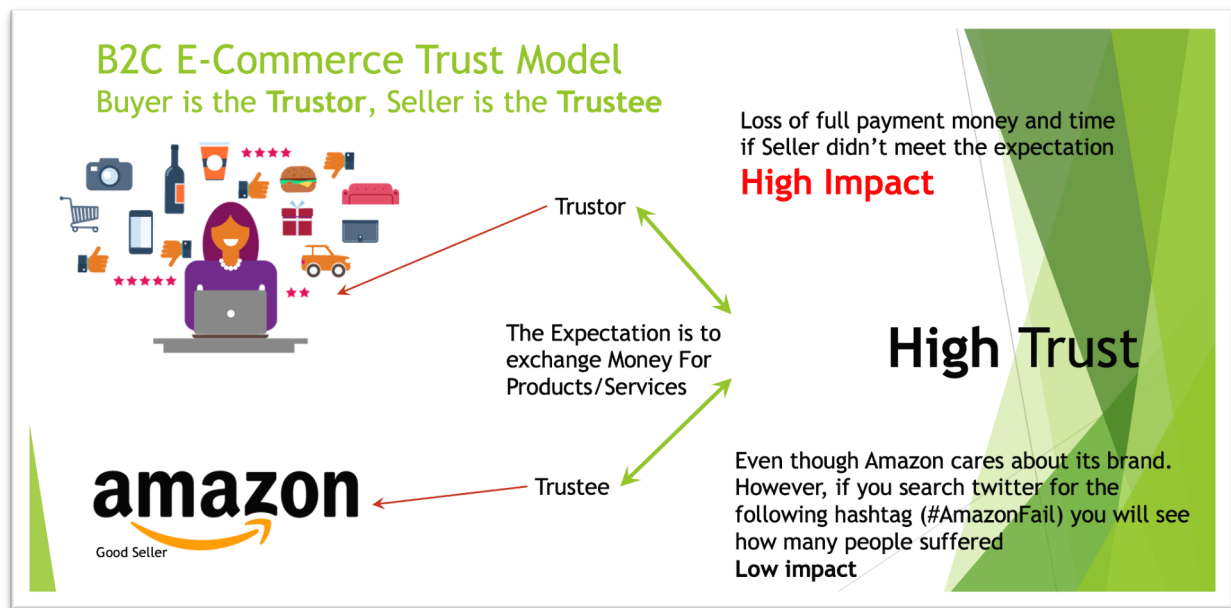 B2C E-Commerce Trust Model
Buyer is the Trustor, Seller is the Trustee
Loss of full payment money and time
if Seller didn’t meet the expectation
High Impact
Trustor
The Expectation is to
exchange Money For
Products/Services
High Trust
Trustee
amazon
Good Seller
Even though Amazon cares about its brand.
However, if you search twitter for the
following hashtag (#AmazonFail) you will see
how many people suffered
Low impact